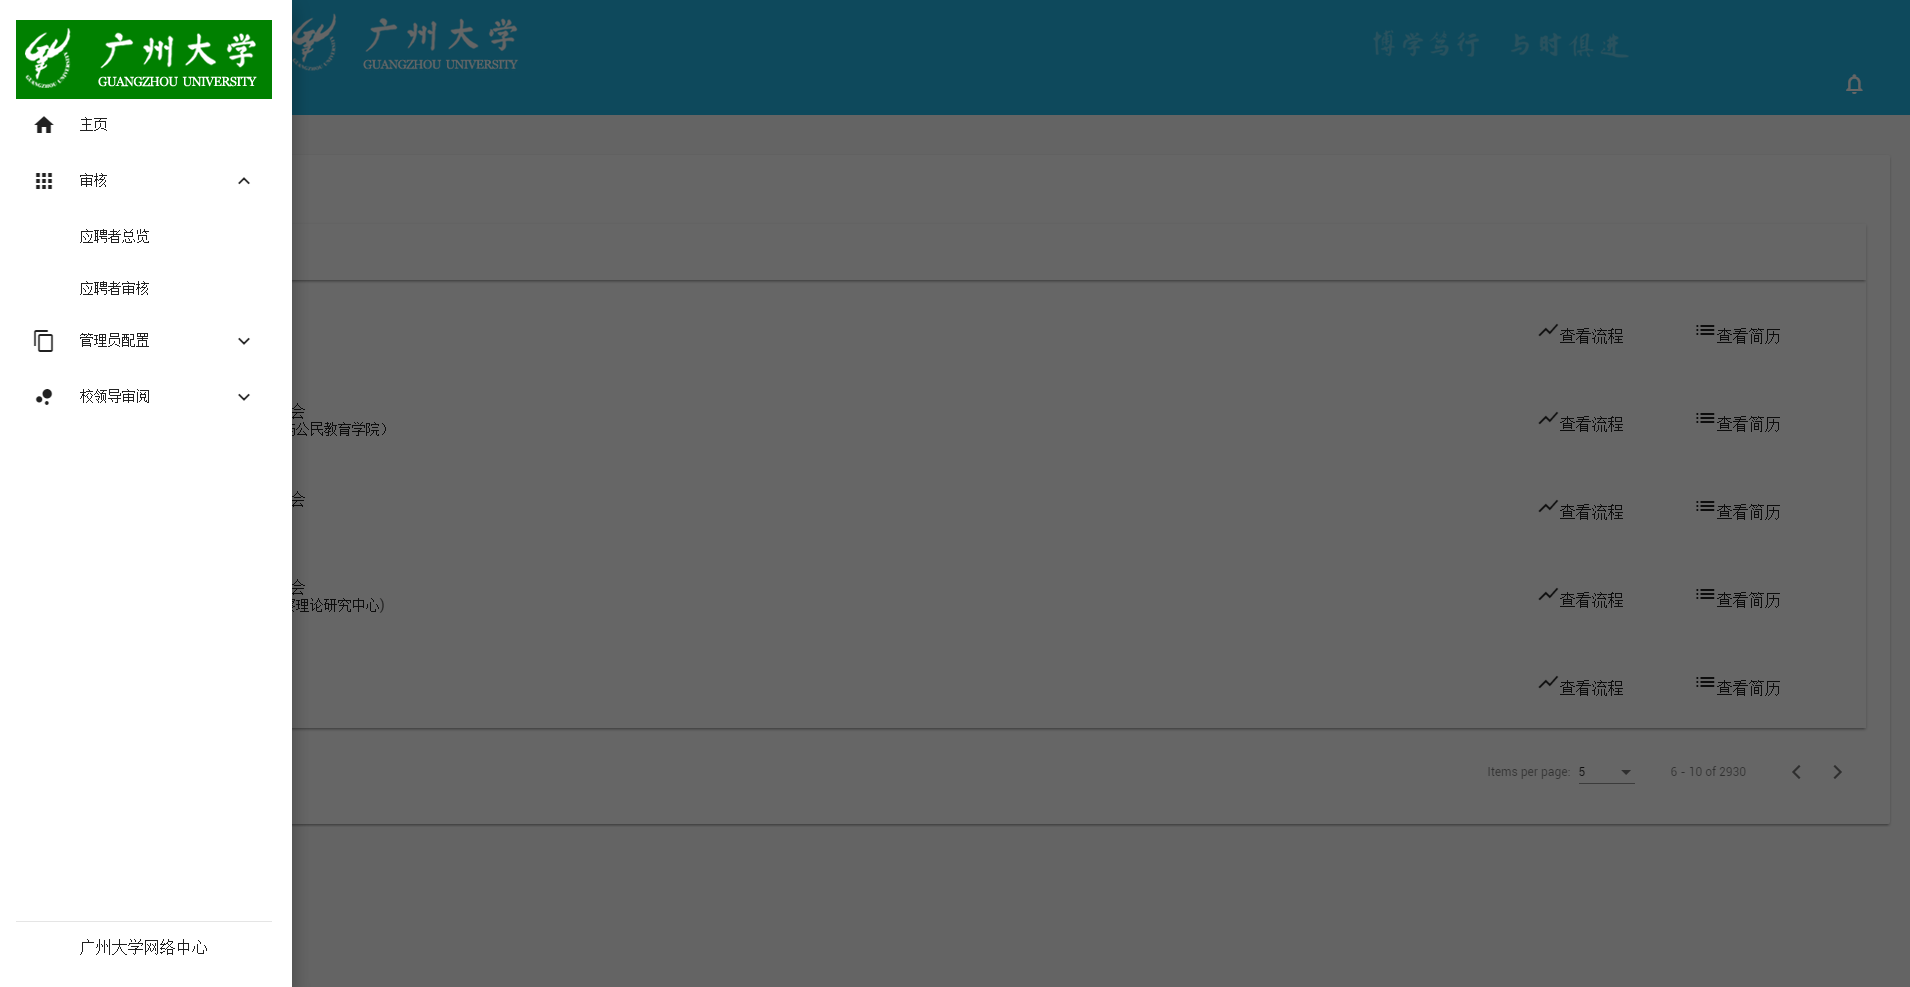 广州大学
GUANGZHOU UNIVERSITY
主页
审核
应聘者总览
应聘者审核
管理员配置
校领导审阅
广州大学网络中心
广州大学
GUANGZHOU UNIVERSITY
博学笃行 与时俱进
查看流程 查看简历
会
公民教育学院）
查看流程 查看简历
会
查看流程 查看简历
会
理论研究中心)
查看流程 查看简历
查看流程 查看简历
Items per page: 5 6 - 10 of 2930